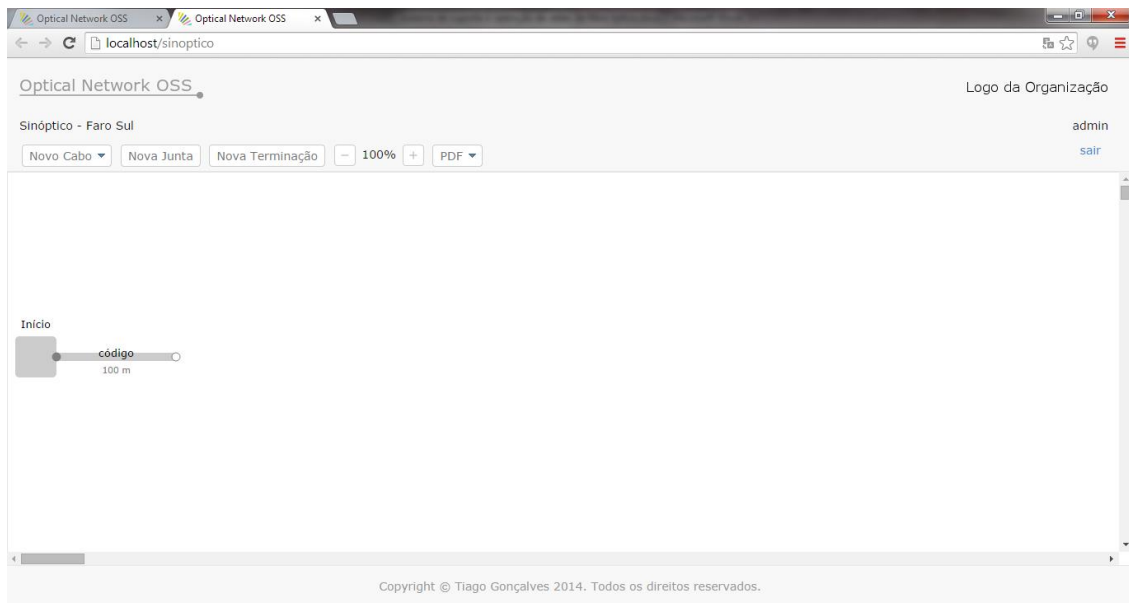 Optical Network OSS
Optical Network OSS
localhost/sinoptico
Optical Network OSS
Logo da Organização
Sinóptico - Faro Sul
admin
Novo Cabo Nova Junta Nova Terminação − 100% + PDF
sair
Início
código
100 m
Copyright © Tiago Gonçalves 2014. Todos os direitos reservados.